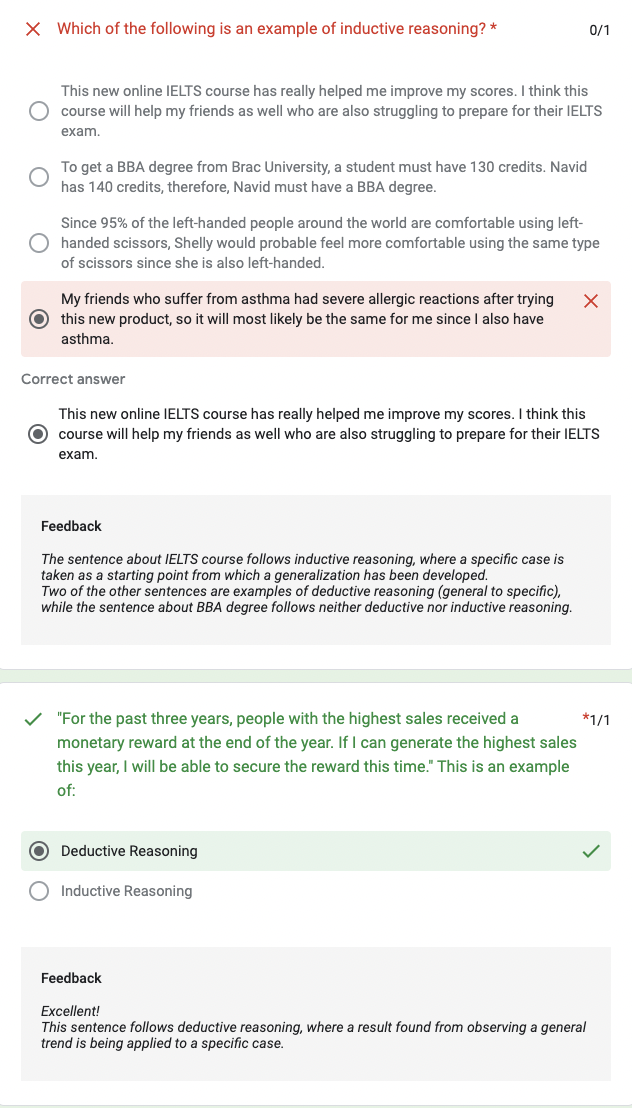 Which of the following is an example of inductive reasoning? *
0/1
This new online IELTS course has really helped me improve my scores. I think this
course will help my friends as well who are also struggling to prepare for their IELTS
exam.
To get a BBA degree from Brac University, a student must have 130 credits. Navid
has 140 credits, therefore, Navid must have a BBA degree.
Since 95% of the left-handed people around the world are comfortable using left-
handed scissors, Shelly would probable feel more comfortable using the same type
of scissors since she is also left-handed.
My friends who suffer from asthma had severe allergic reactions after trying
this new product, so it will most likely be the same for me since I also have
asthma.
Correct answer
This new online IELTS course has really helped me improve my scores. I think this
course will help my friends as well who are also struggling to prepare for their IELTS
exam.
Feedback
The sentence about IELTS course follows inductive reasoning, where a specific case is
taken as a starting point from which a generalization has been developed.
Two of the other sentences are examples of deductive reasoning (general to specific),
while the sentence about BBA degree follows neither deductive nor inductive reasoning.
"For the past three years, people with the highest sales received a
*1/1
monetary reward at the end of the year. If I can generate the highest sales
this year, I will be able to secure the reward this time." This is an example
of:
Deductive Reasoning
Inductive Reasoning
Feedback
Excellent!
This sentence follows deductive reasoning, where a result found from observing a general
trend is being applied to a specific case.